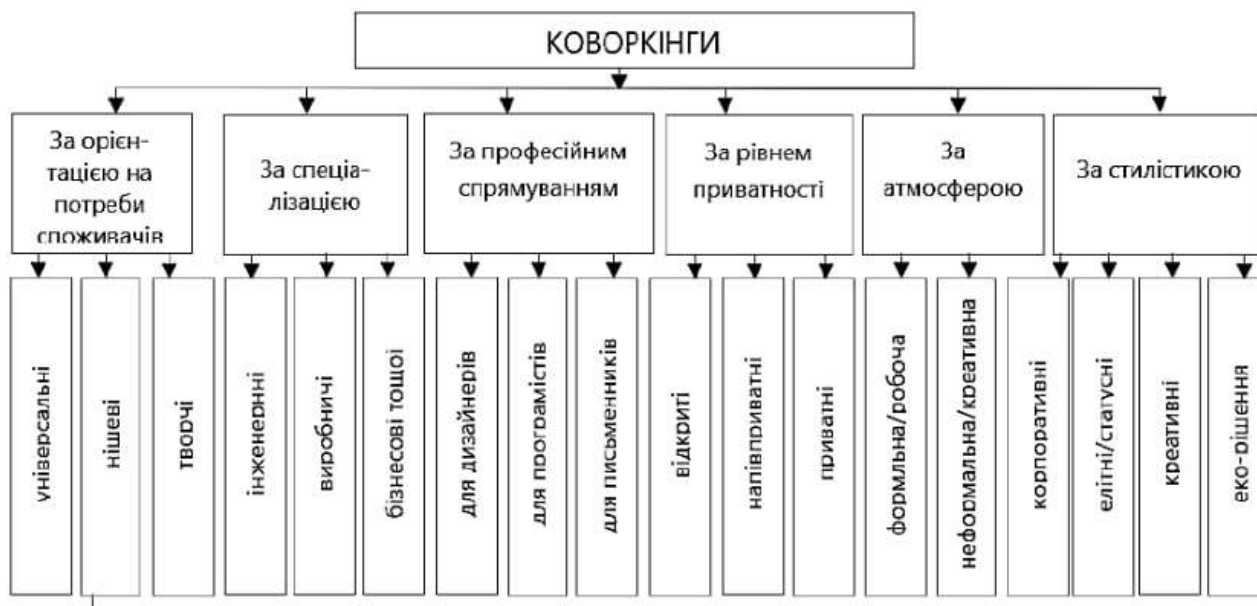 КОВОРКІНГИ
За орієн-
тацією на
потреби
споживачів
За спеціа-
лізацією
За професійним
спрямуванням
За рівнем
приватності
За
атмосферою
За стилістикою
універсальні
нішеві
творчі
інженерні
виробничі
бізнесові тощої
для дизайнерів
для програмістів
для письменників
відкриті
напівприватні
приватні
формльна/робоча
неформальна/креативна
корпоративні
елітні/статусні
креативні
еко-рішення